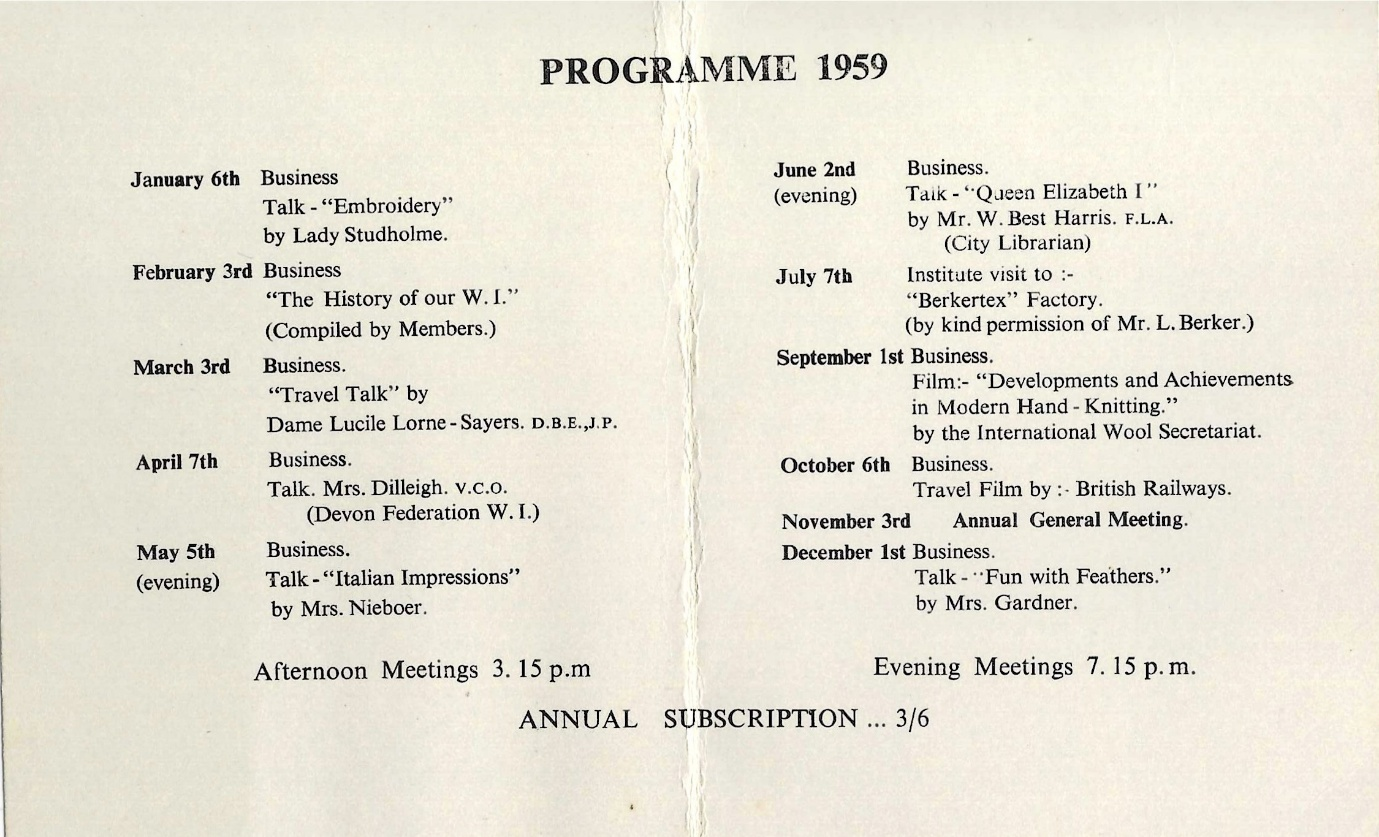 PROGRAMME 1959
January 6th Business
Talk - "Embroidery"
by Lady Studholme.
February 3rd Business
"The History of our W. I."
(Compiled by Members.)
March 3rd Business.
"Travel Talk" by
Dame Lucile Lorne - Sayers. D.B.E.,J.P.
April 7th Business.
Talk. Mrs. Dilleigh. V.C.O.
(Devon Federation W. I.)
May 5th Business.
(evening) Talk - "Italian Impressions"
by Mrs. Nieboer.
Afternoon Meetings 3. 15 p.m
June 2nd Business.
(evening) Talk - "Queen Elizabeth I"
by Mr. W. Best Harris. F.L.A.
(City Librarian)
July 7th Institute visit to :-
"Berkertex" Factory.
(by kind permission of Mr. L. Berker.)
September 1st Business.
Film:- "Developments and Achievements
in Modern Hand - Knitting."
by the International Wool Secretariat.
October 6th Business.
Travel Film by :- British Railways.
November 3rd Annual General Meeting.
December 1st Business.
Talk - "Fun with Feathers."
by Mrs. Gardner.
Evening Meetings 7. 15 p. m.
ANNUAL SUBSCRIPTION ... 3/6